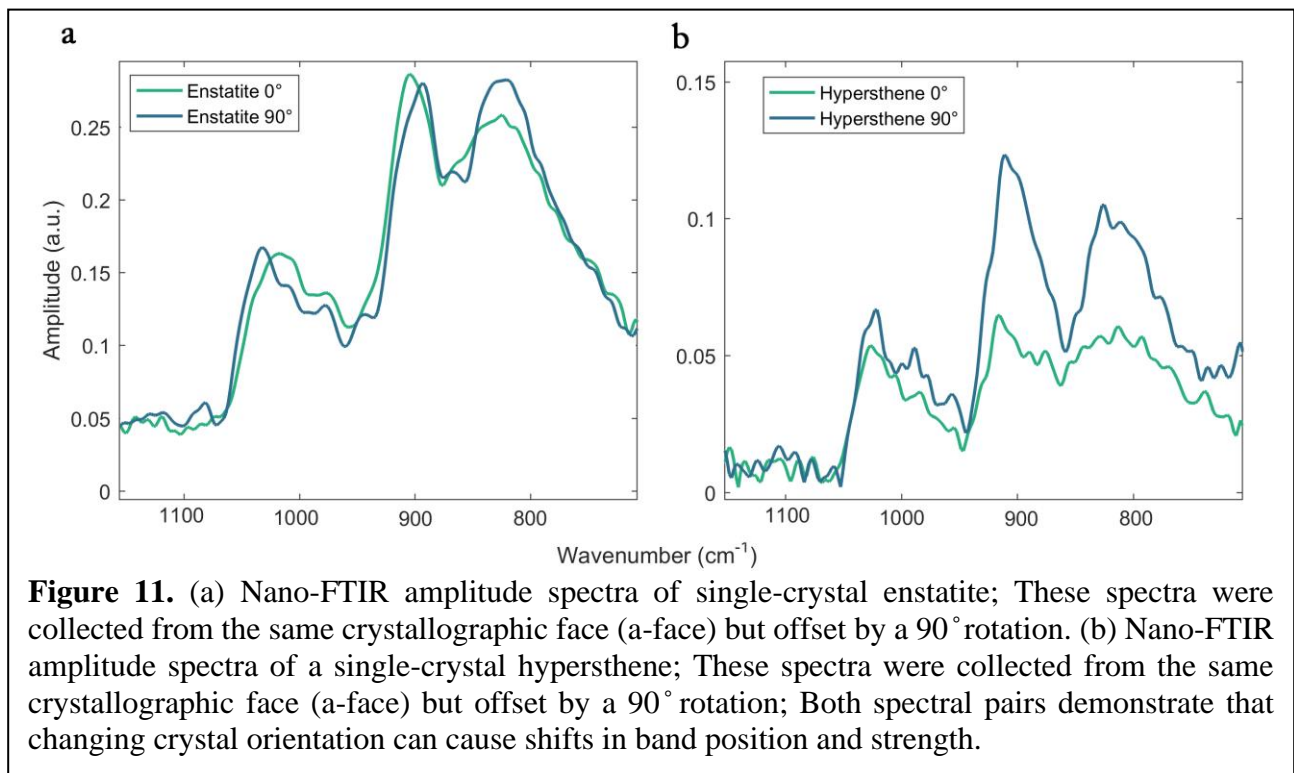 a
b
Enstatite 0°
Enstatite 90°
Hypersthene 0°
Hypersthene 90°
Amplitude (a.u.)
0.25
0.2
0.15
0.1
0.05
0
1100
1000
900
800
0.15
0.1
0.05
0
1100
1000
900
800
Wavenumber (cm⁻¹)
Figure 11. (a) Nano-FTIR amplitude spectra of single-crystal enstatite; These spectra were
collected from the same crystallographic face (a-face) but offset by a 90˚ rotation. (b) Nano-FTIR
amplitude spectra of a single-crystal hypersthene; These spectra were collected from the same
crystallographic face (a-face) but offset by a 90˚ rotation; Both spectral pairs demonstrate that
changing crystal orientation can cause shifts in band position and strength.